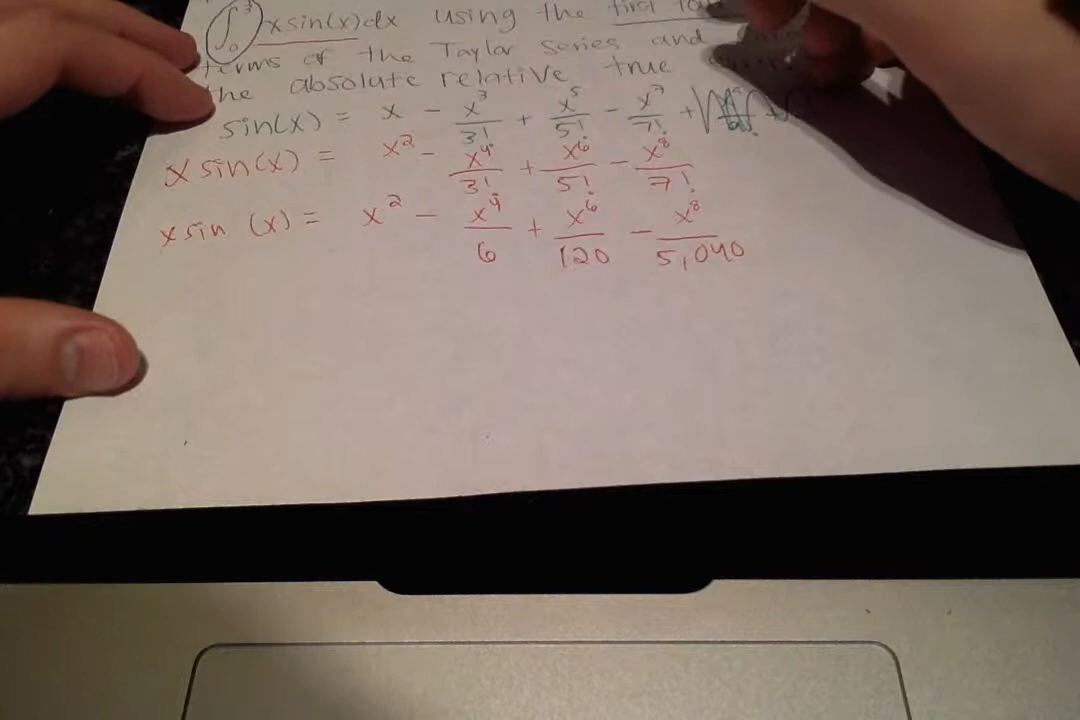 ∫₀³ x sin(x) dx using the first
terms of the Taylor series and
the absolute relative true
sin(x) = x - x³/3! + x⁵/5! - x⁷/7! +
x sin(x) = x² - x⁴/3! + x⁶/5! - x⁸/7!
x sin (x) = x² - x⁴/6 + x⁶/120 - x⁸/5,040